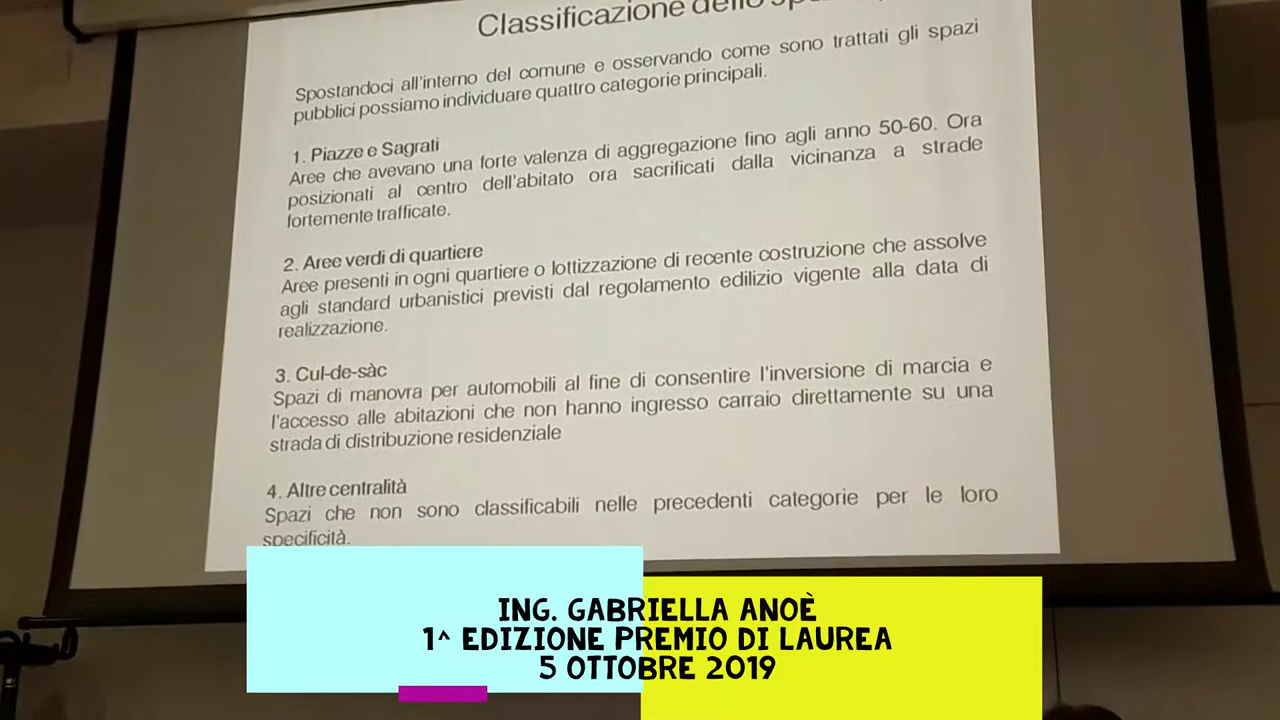 Classificazione dello
Spostandoci all'interno del comune e osservando come sono trattati gli spazi
pubblici possiamo individuare quattro categorie principali.
1. Piazze e Sagrati
Aree che avevano una forte valenza di aggregazione fino agli anno 50-60. Ora
posizionati al centro dell'abitato ora sacrificati dalla vicinanza a strade
fortemente trafficate.
2. Aree verdi di quartiere
Aree presenti in ogni quartiere o lottizzazione di recente costruzione che assolve
agli standard urbanistici previsti dal regolamento edilizio vigente alla data di
realizzazione.
3. Cul-de-sàc
Spazi di manovra per automobili al fine di consentire l'inversione di marcia e
l'accesso alle abitazioni che non hanno ingresso carraio direttamente su una
strada di distribuzione residenziale
4. Altre centralità
Spazi che non sono classificabili nelle precedenti categorie per le loro
specificità.
ING. GABRIELLA ANOÈ
1^ EDIZIONE PREMIO DI LAUREA
5 OTTOBRE 2019